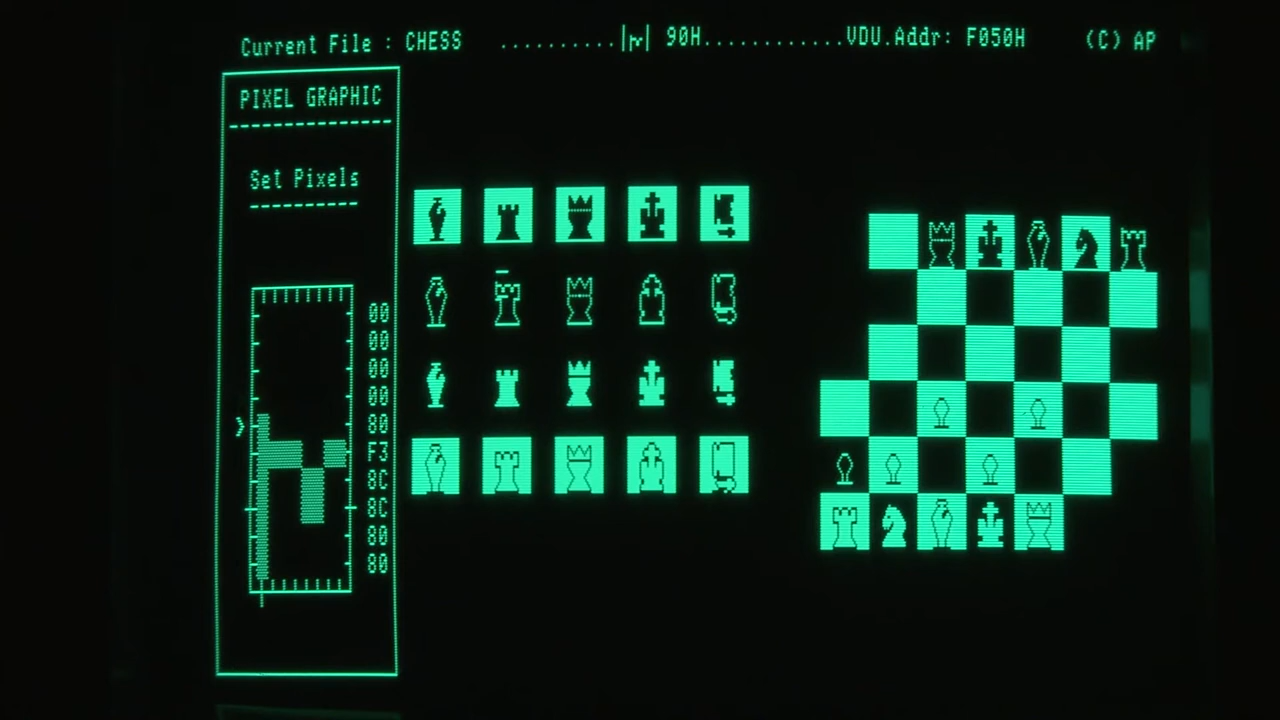 Current File : CHESS ..........|~| 90H............VDU.Addr: F050H (C) AP
PIXEL GRAPHIC
--------------
Set Pixels
----------
00
00
00
00
80
F3
8C
8C
80
80